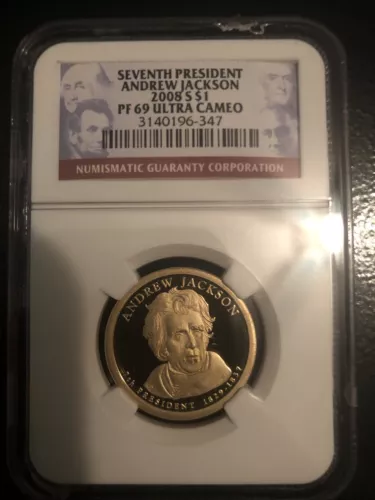 SEVENTH PRESIDENT
ANDREW JACKSON
2008 S $1
PF 69 ULTRA CAMEO
3140196-347
NUMISMATIC GUARANTY CORPORATION
ANDREW JACKSON
7th PRESIDENT 1829-1837